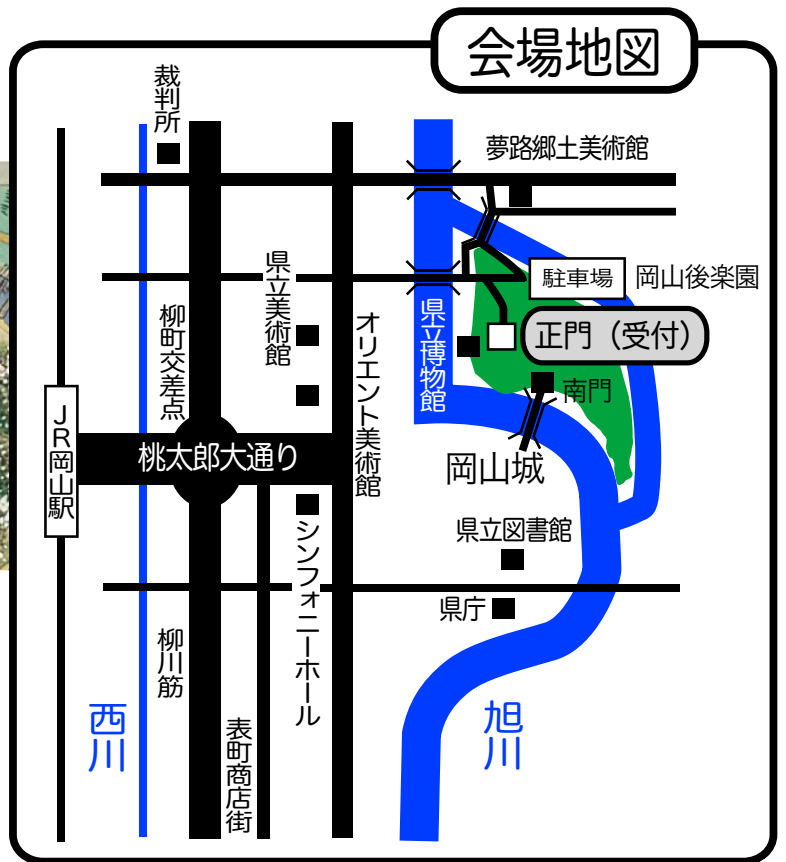 会場地図
裁判所
夢路郷土美術館
県立美術館
駐車場
岡山後楽園
柳町交差点
オリエント美術館
県立博物館
正門（受付）
南門
JR岡山駅
桃太郎大通り
岡山城
シンフォニーホール
県立図書館
県庁
柳川筋
西川
表町商店街
旭川